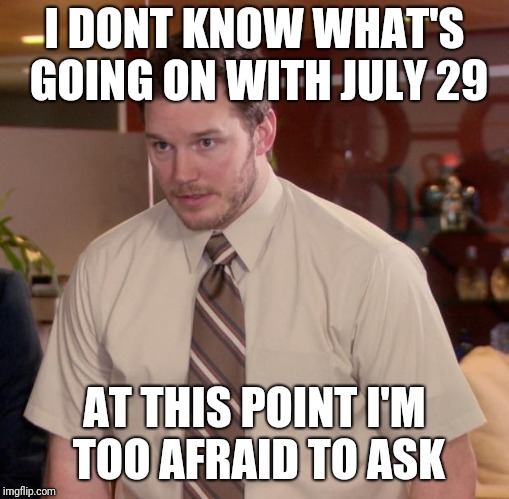 I DONT KNOW WHAT'S
GOING ON WITH JULY 29
AT THIS POINT I'M
TOO AFRAID TO ASK
imgflip.com